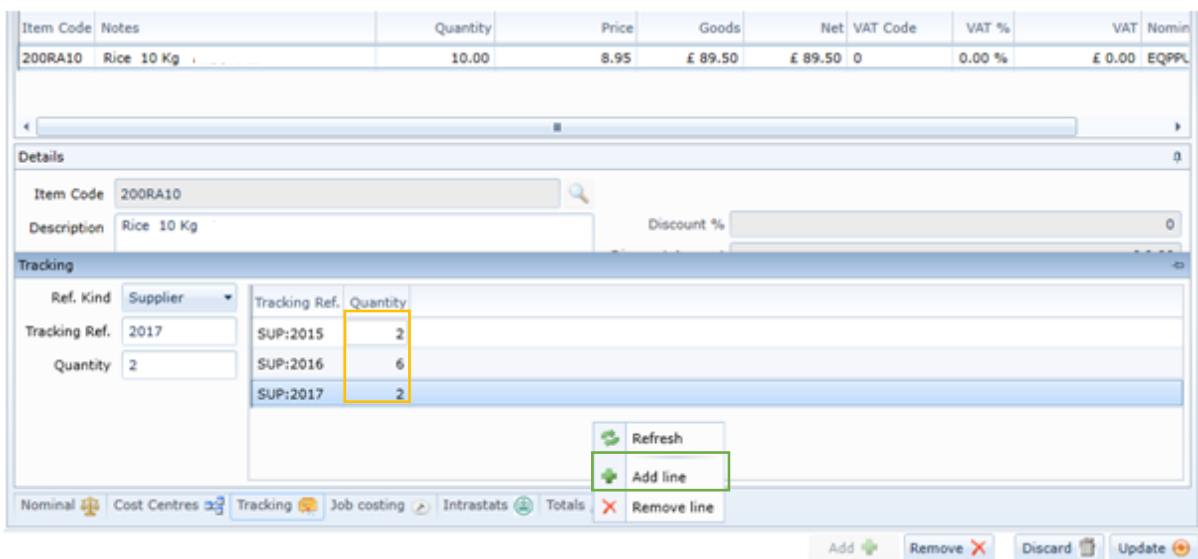 Item Code Notes Quantity Price Goods Net VAT Code VAT % VAT Nomin
200RA10 Rice 10 Kg 10.00 8.95 £ 89.50 £ 89.50 0 0.00 % £ 0.00 EQPPU
Details
Item Code 200RA10
Description Rice 10 Kg Discount % 0
Tracking
Ref. Kind Supplier Tracking Ref. Quantity
Tracking Ref. 2017 SUP:2015 2
Quantity 2 SUP:2016 6
SUP:2017 2
Refresh
Add line
Remove line
Nominal Cost Centres Tracking Job costing Intrastats Totals
Add Remove Discard Update